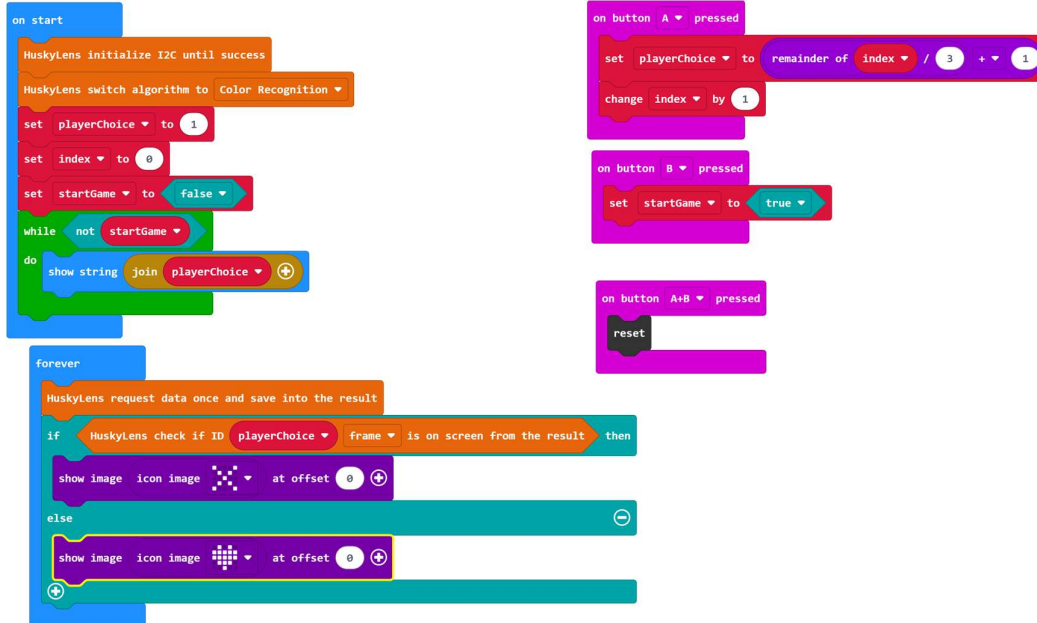 on start
HuskyLens initialize I2C until success
HuskyLens switch algorithm to Color Recognition
set playerChoice to 1
set index to 0
set startGame to false
while not startGame
do
show string join playerChoice
forever
HuskyLens request data once and save into the result
if HuskyLens check if ID playerChoice frame is on screen from the result then
show image icon image at offset 0
else
show image icon image at offset 0
on button A pressed
set playerChoice to remainder of index / 3 + 1
change index by 1
on button B pressed
set startGame to true
on button A+B pressed
reset